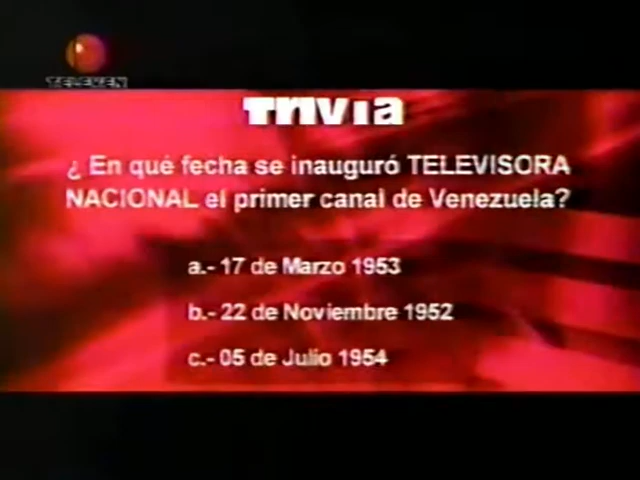 TELEVEN
TRIVIA
¿ En qué fecha se inauguró TELEVISORA
NACIONAL el primer canal de Venezuela?
a.- 17 de Marzo 1953
b.- 22 de Noviembre 1952
c.- 05 de Julio 1954